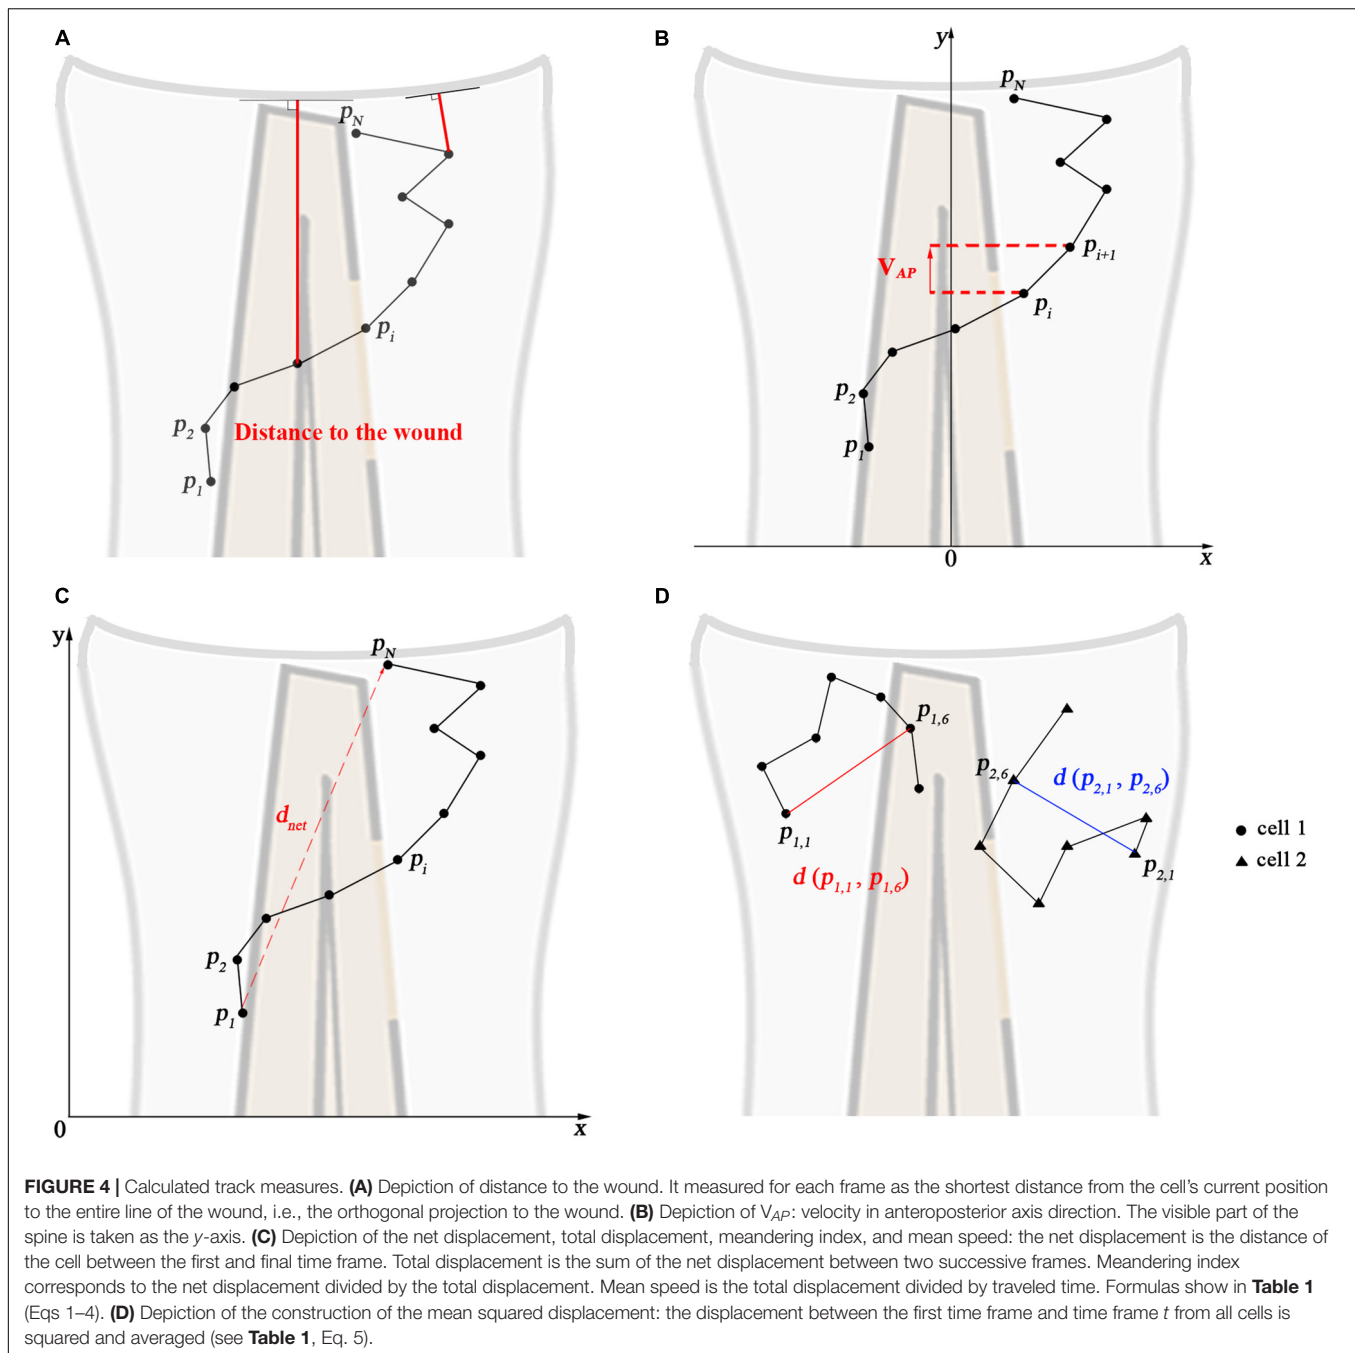 A
p_N
p_i
p_2
Distance to the wound
p_1
B
y
p_N
p_{i+1}
V_{AP}
p_i
p_2
p_1
0
x
C
y
p_N
d_{net}
p_i
p_2
p_1
0
x
D
p_{1,6}
p_{2,6}
d (p_{2,1} , p_{2,6})
p_{1,1}
p_{2,1}
d (p_{1,1} , p_{1,6})
cell 1
cell 2
FIGURE 4 | Calculated track measures. (A) Depiction of distance to the wound. It measured for each frame as the shortest distance from the cell’s current position
to the entire line of the wound, i.e., the orthogonal projection to the wound. (B) Depiction of V_{AP}: velocity in anteroposterior axis direction. The visible part of the
spine is taken as the y-axis. (C) Depiction of the net displacement, total displacement, meandering index, and mean speed: the net displacement is the distance of
the cell between the first and final time frame. Total displacement is the sum of the net displacement between two successive frames. Meandering index
corresponds to the net displacement divided by the total displacement. Mean speed is the total displacement divided by traveled time. Formulas show in Table 1
(Eqs 1–4). (D) Depiction of the construction of the mean squared displacement: the displacement between the first time frame and time frame t from all cells is
squared and averaged (see Table 1, Eq. 5).